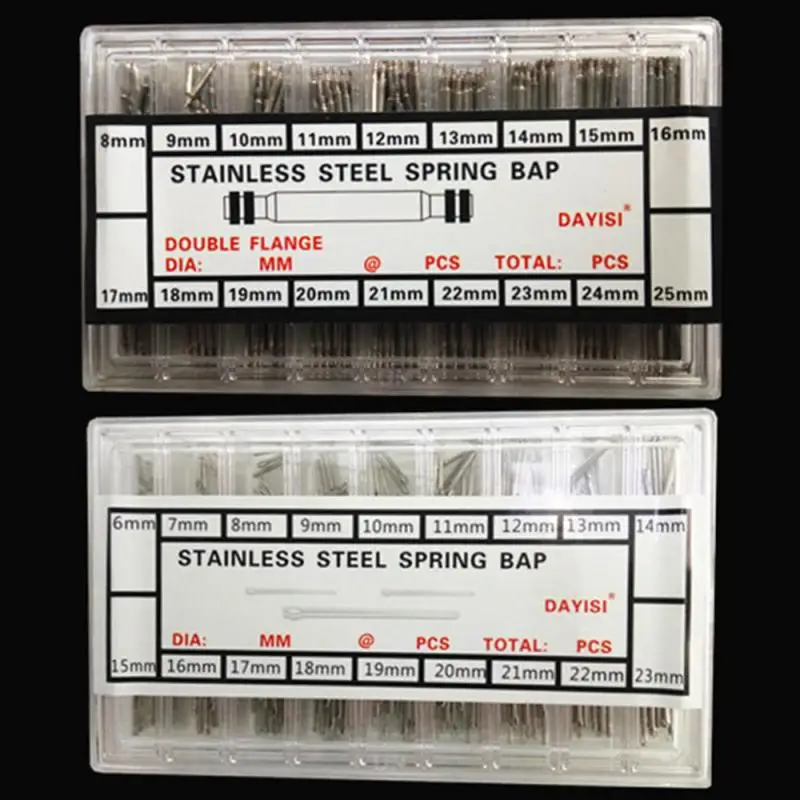 8mm 9mm 10mm 11mm 12mm 13mm 14mm 15mm 16mm
STAINLESS STEEL SPRING BAP
DAYISI®
DOUBLE FLANGE
DIA: MM @ PCS TOTAL: PCS
17mm 18mm 19mm 20mm 21mm 22mm 23mm 24mm 25mm
6mm 7mm 8mm 9mm 10mm 11mm 12mm 13mm 14mm
STAINLESS STEEL SPRING BAP
DAYISI®
DIA: MM @ PCS TOTAL: PCS
15mm 16mm 17mm 18mm 19mm 20mm 21mm 22mm 23mm